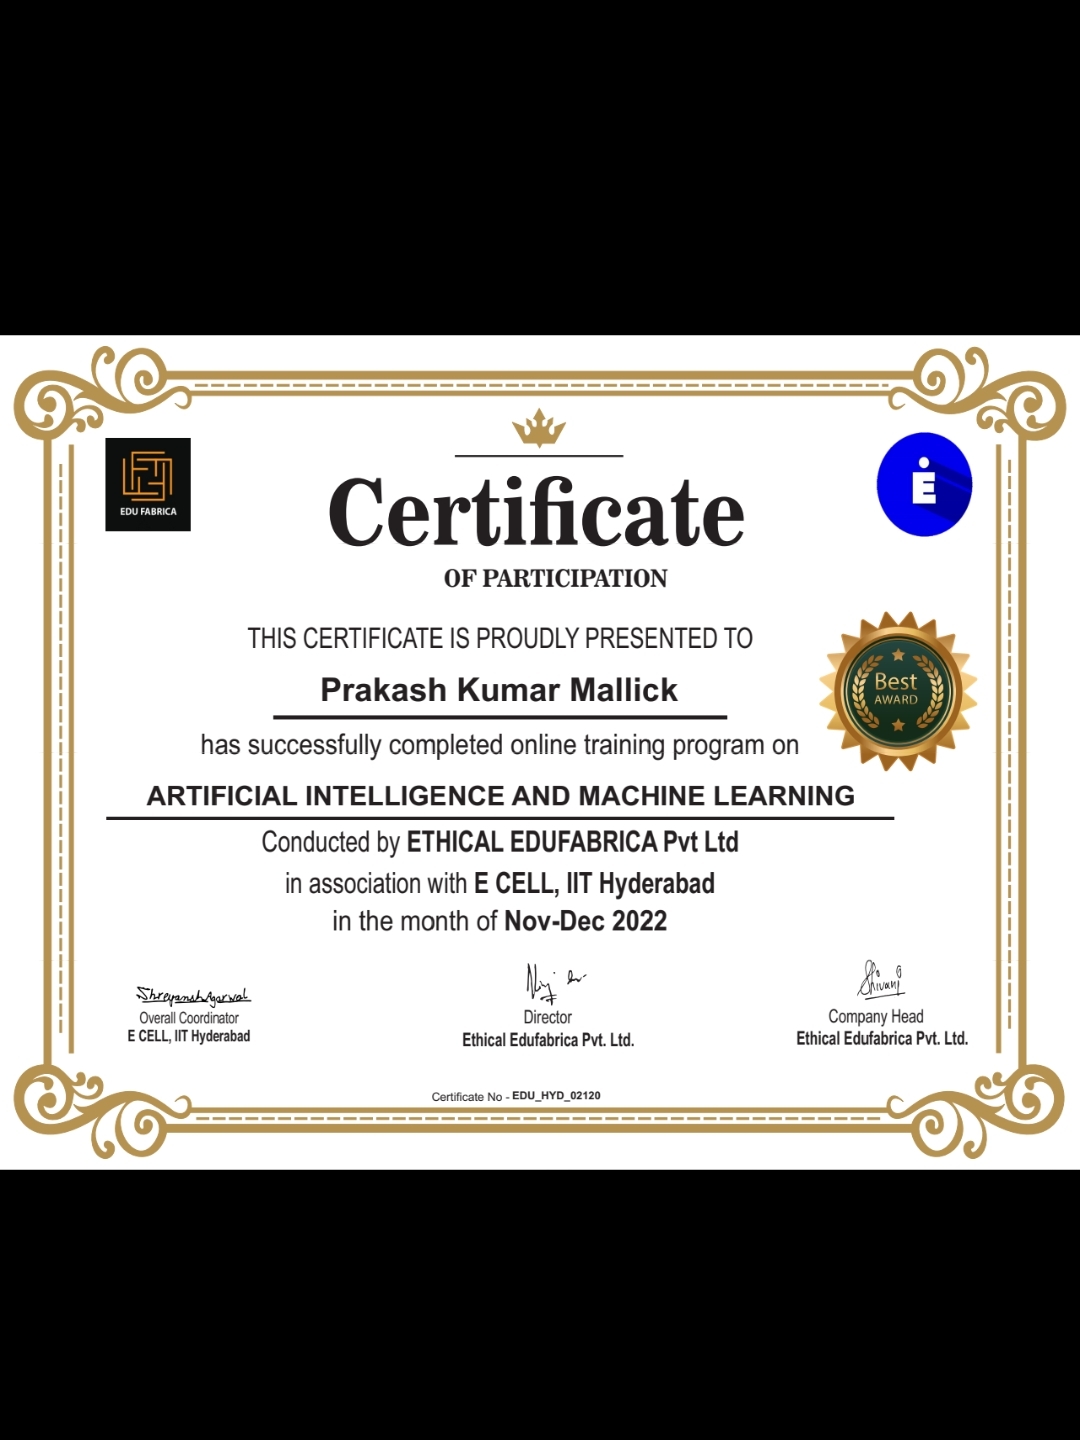 EDU FABRICA
Certificate
OF PARTICIPATION
THIS CERTIFICATE IS PROUDLY PRESENTED TO
Prakash Kumar Mallick
has successfully completed online training program on
Best
AWARD
ARTIFICIAL INTELLIGENCE AND MACHINE LEARNING
Conducted by ETHICAL EDUFABRICA Pvt Ltd
in association with E CELL, IIT Hyderabad
in the month of Nov-Dec 2022
Shreyansh Agarwal
Overall Coordinator
E CELL, IIT Hyderabad
Director
Ethical Edufabrica Pvt. Ltd.
Shivani
Company Head
Ethical Edufabrica Pvt. Ltd.
Certificate No - EDU_HYD_02120